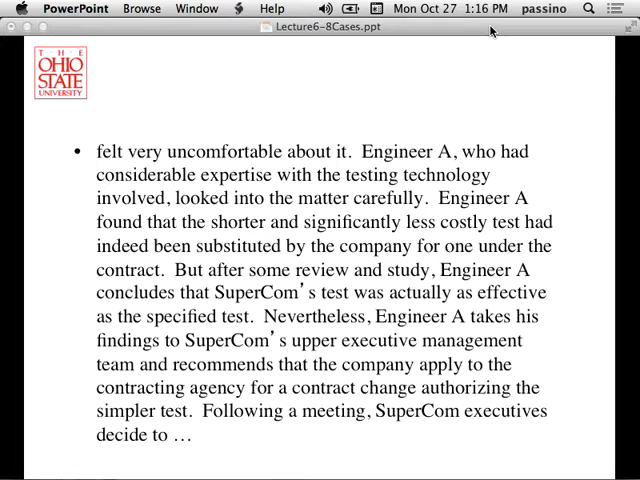 PowerPoint Browse Window Help Mon Oct 27 1:16 PM passino
Lecture6-8Cases.ppt
T · H · E
OHIO
STATE
UNIVERSITY
• felt very uncomfortable about it. Engineer A, who had
considerable expertise with the testing technology
involved, looked into the matter carefully. Engineer A
found that the shorter and significantly less costly test had
indeed been substituted by the company for one under the
contract. But after some review and study, Engineer A
concludes that SuperCom’s test was actually as effective
as the specified test. Nevertheless, Engineer A takes his
findings to SuperCom’s upper executive management
team and recommends that the company apply to the
contracting agency for a contract change authorizing the
simpler test. Following a meeting, SuperCom executives
decide to …